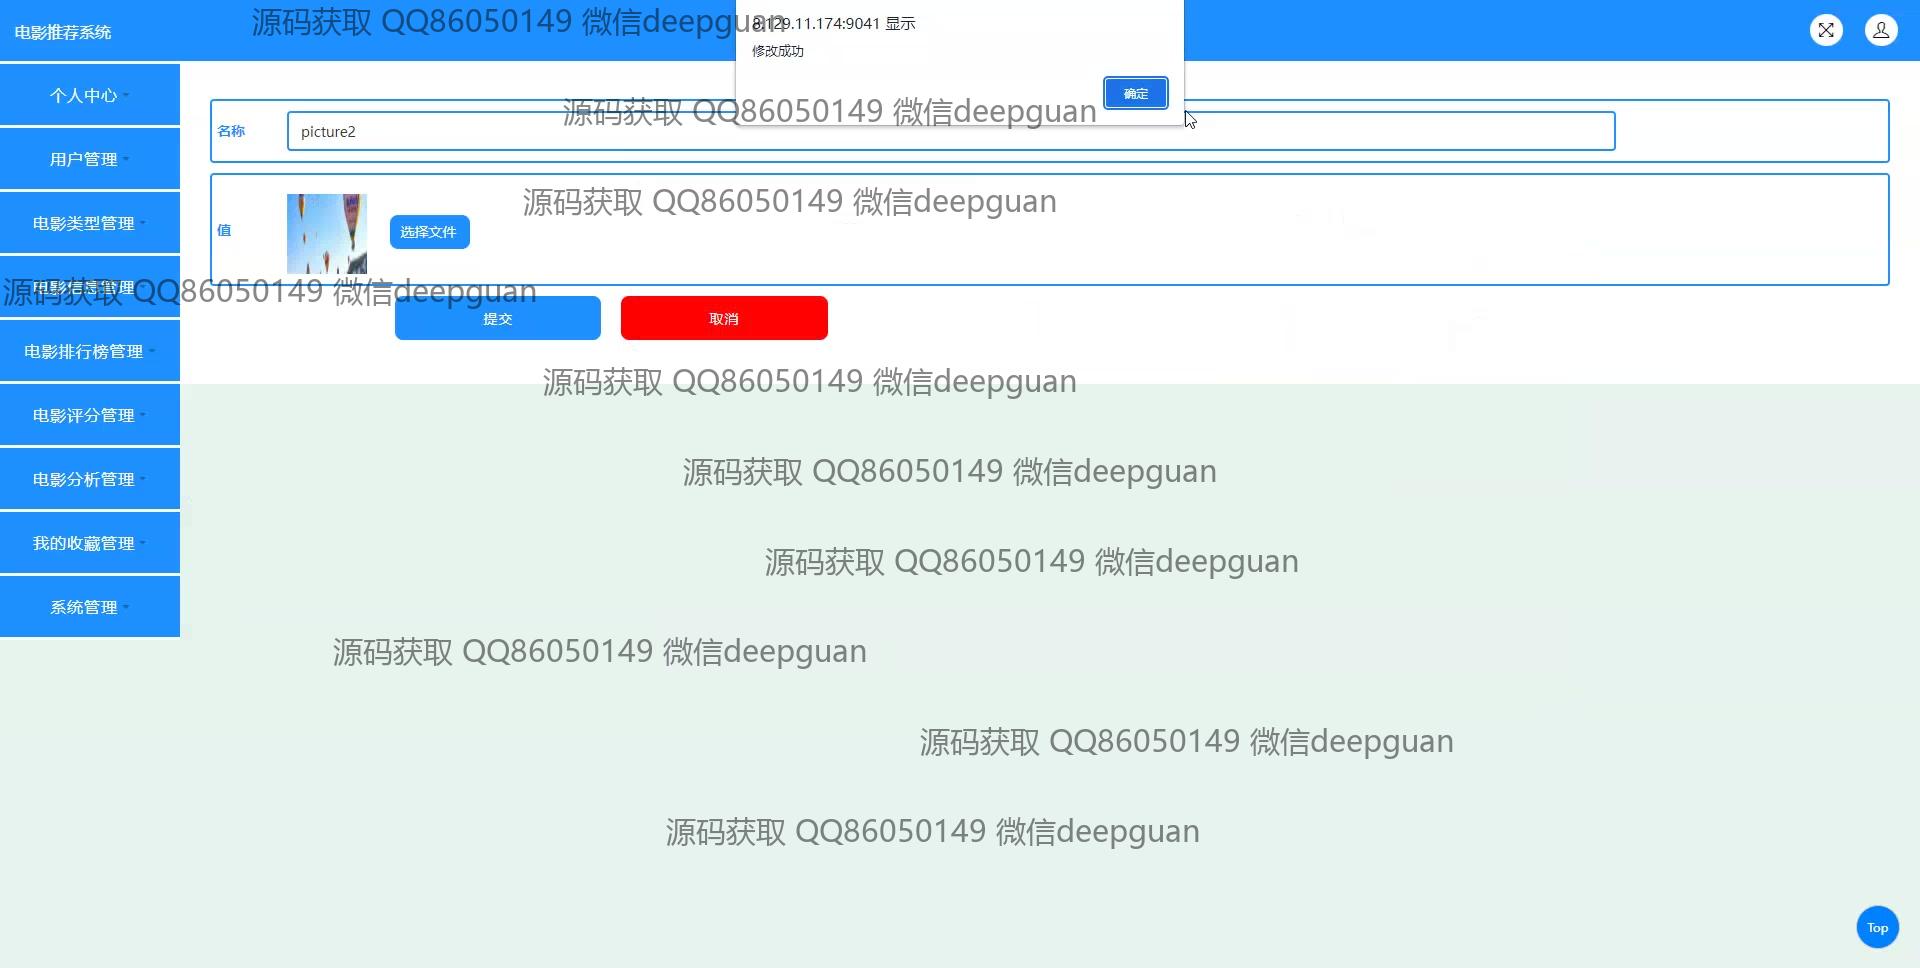 电影推荐系统
源码获取 QQ86050149 微信deepguan
8.129.11.174:9041 显示
修改成功
确定
个人中心
用户管理
电影类型管理
电影信息管理
电影排行榜管理
电影评分管理
电影分析管理
我的收藏管理
系统管理
源码获取 QQ86050149 微信deepguan
名称
picture2
源码获取 QQ86050149 微信deepguan
值
选择文件
源码获取 QQ86050149 微信deepguan
提交
取消
源码获取 QQ86050149 微信deepguan
源码获取 QQ86050149 微信deepguan
源码获取 QQ86050149 微信deepguan
源码获取 QQ86050149 微信deepguan
源码获取 QQ86050149 微信deepguan
源码获取 QQ86050149 微信deepguan
Top